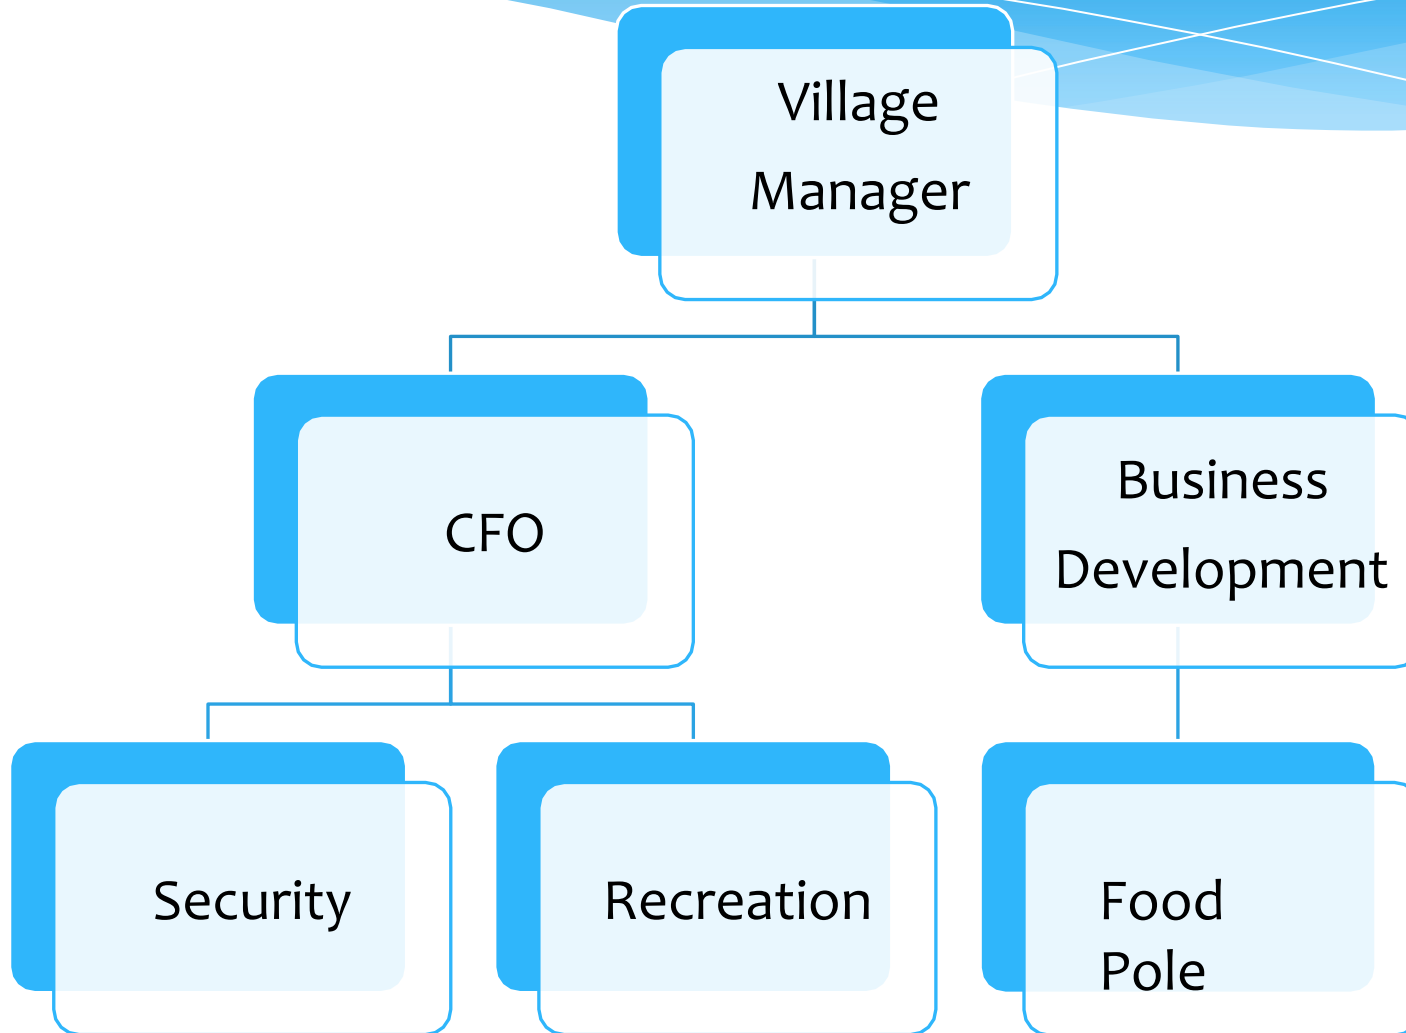 Village
Manager
CFO
Business
Development
Security
Recreation
Food
Pole